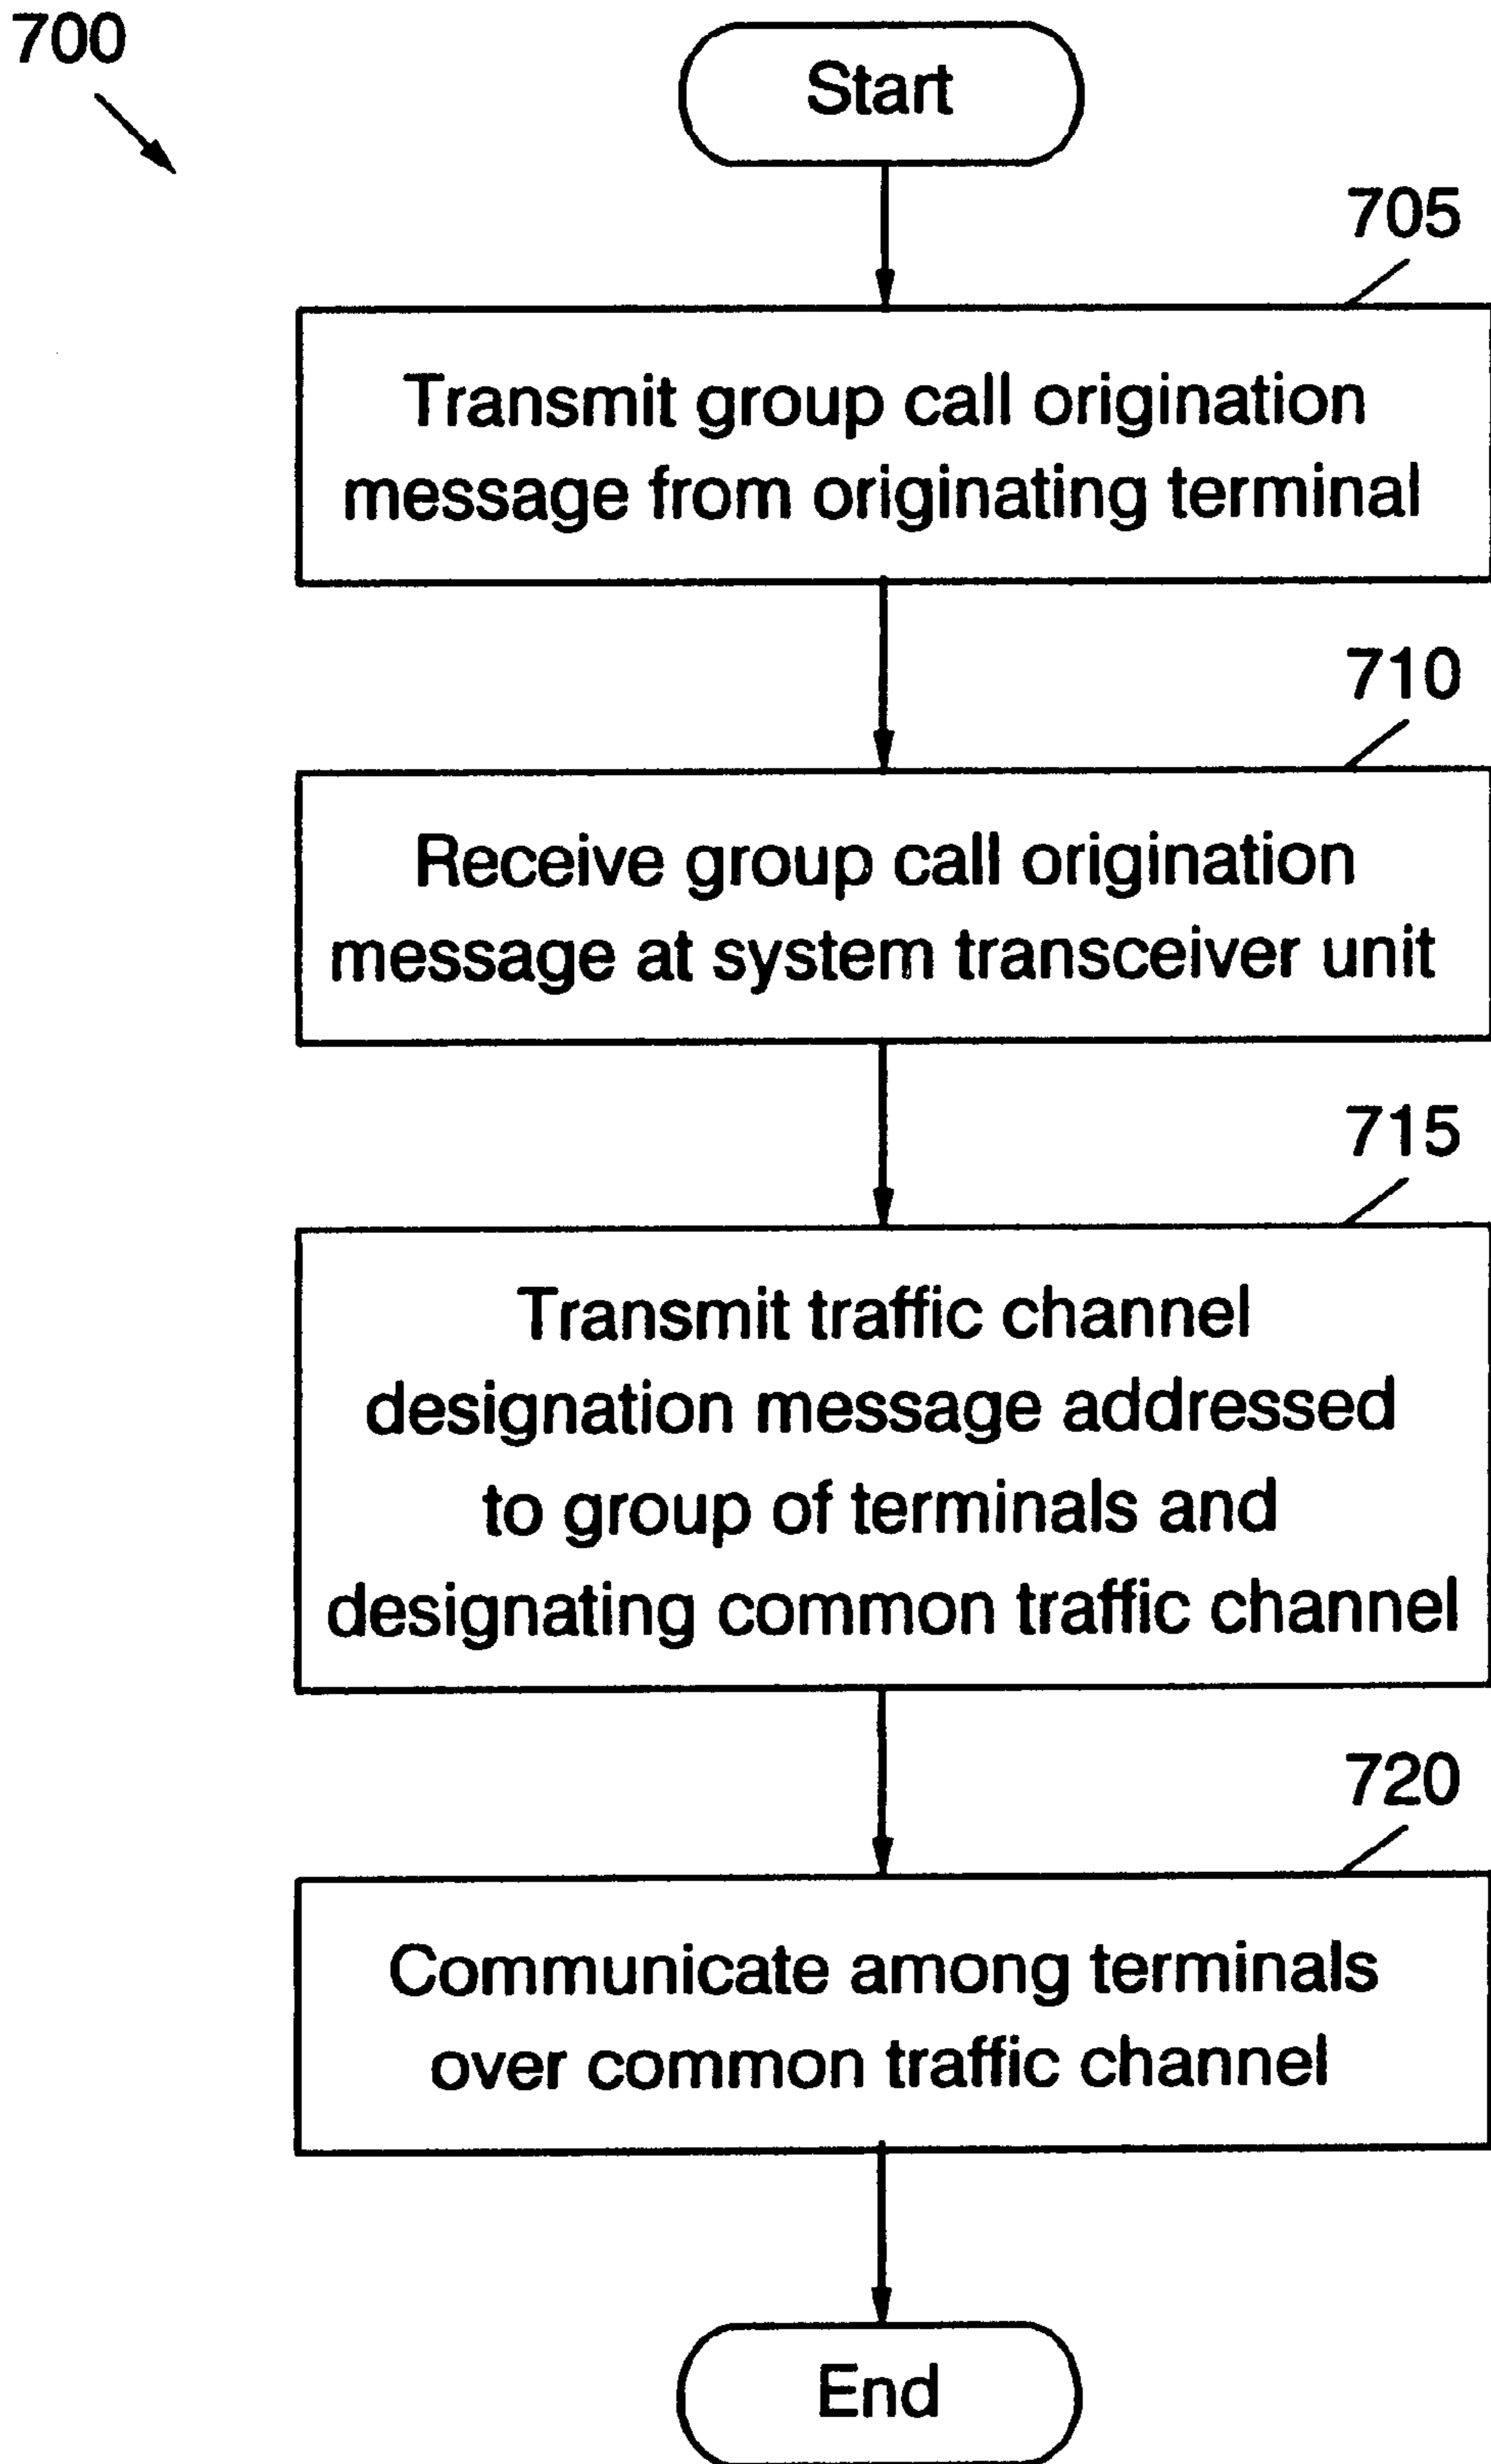 700
Start
705
Transmit group call origination
message from originating terminal
710
Receive group call origination
message at system transceiver unit
715
Transmit traffic channel
designation message addressed
to group of terminals and
designating common traffic channel
720
Communicate among terminals
over common traffic channel
End